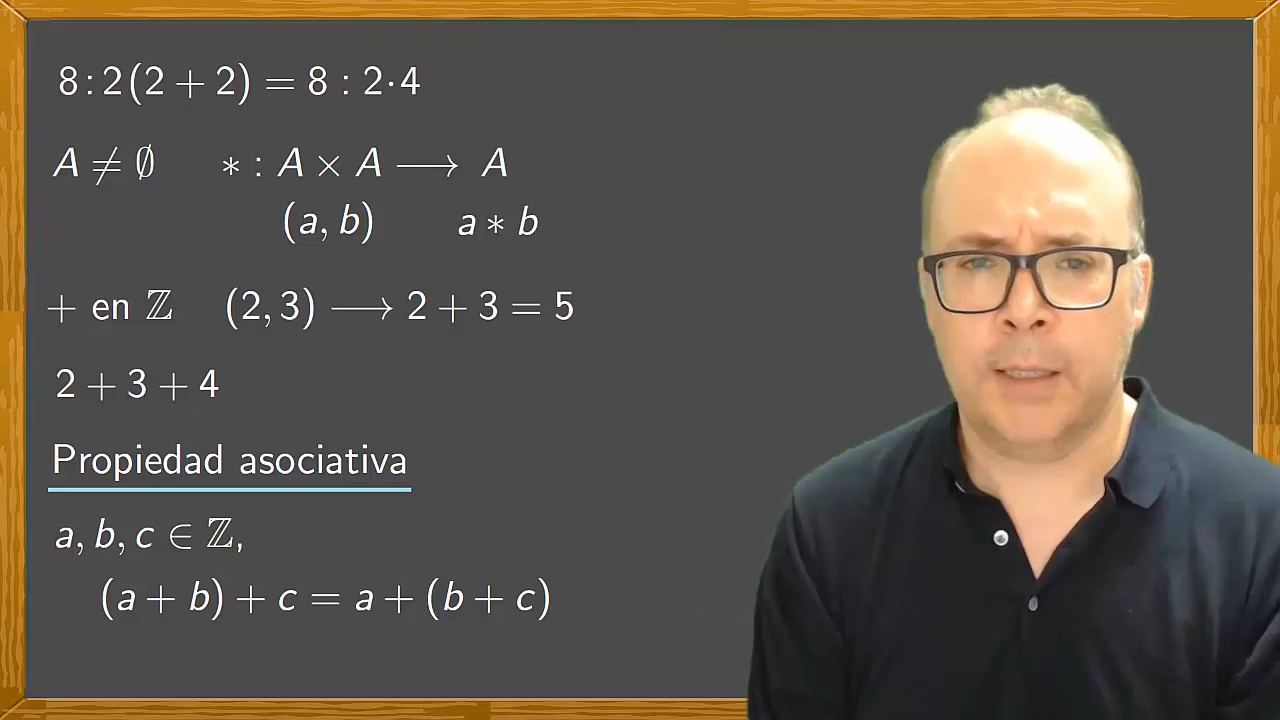 8:2(2 + 2) = 8 : 2·4
A ≠ ∅ ∗ : A × A ⟶ A
(a, b) a ∗ b
+ en ℤ (2, 3) ⟶ 2 + 3 = 5
2 + 3 + 4
Propiedad asociativa
a, b, c ∈ ℤ,
(a + b) + c = a + (b + c)